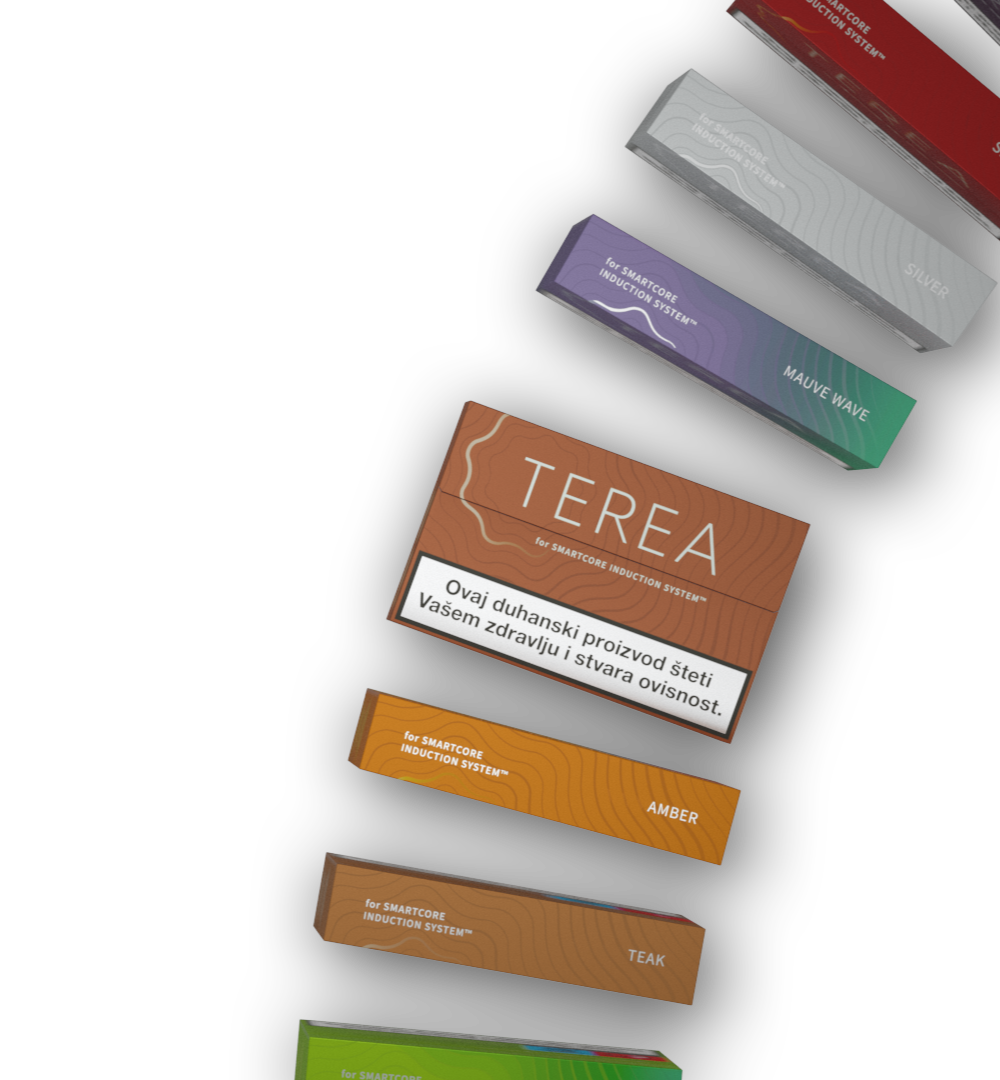 SMARTCORE
INDUCTION SYSTEM™
TEREA
for SMARTCORE
INDUCTION SYSTEM™
SILVER
for SMARTCORE
INDUCTION SYSTEM™
MAUVE WAVE
TEREA
for SMARTCORE INDUCTION SYSTEM™
Ovaj duhanski proizvod šteti
Vašem zdravlju i stvara ovisnost.
for SMARTCORE
INDUCTION SYSTEM™
AMBER
for SMARTCORE
INDUCTION SYSTEM™
TEAK
for SMARTCORE